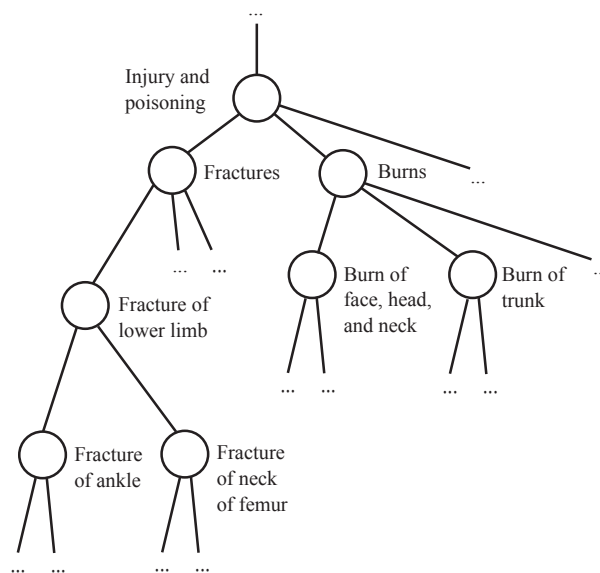 ...
Injury and
poisoning
Fractures
Burns
...
...
...
...
Fracture of
lower limb
Burn of
face, head,
and neck
Burn of
trunk
... ...
... ...
Fracture
of ankle
Fracture
of neck
of femur
... ...
... ...